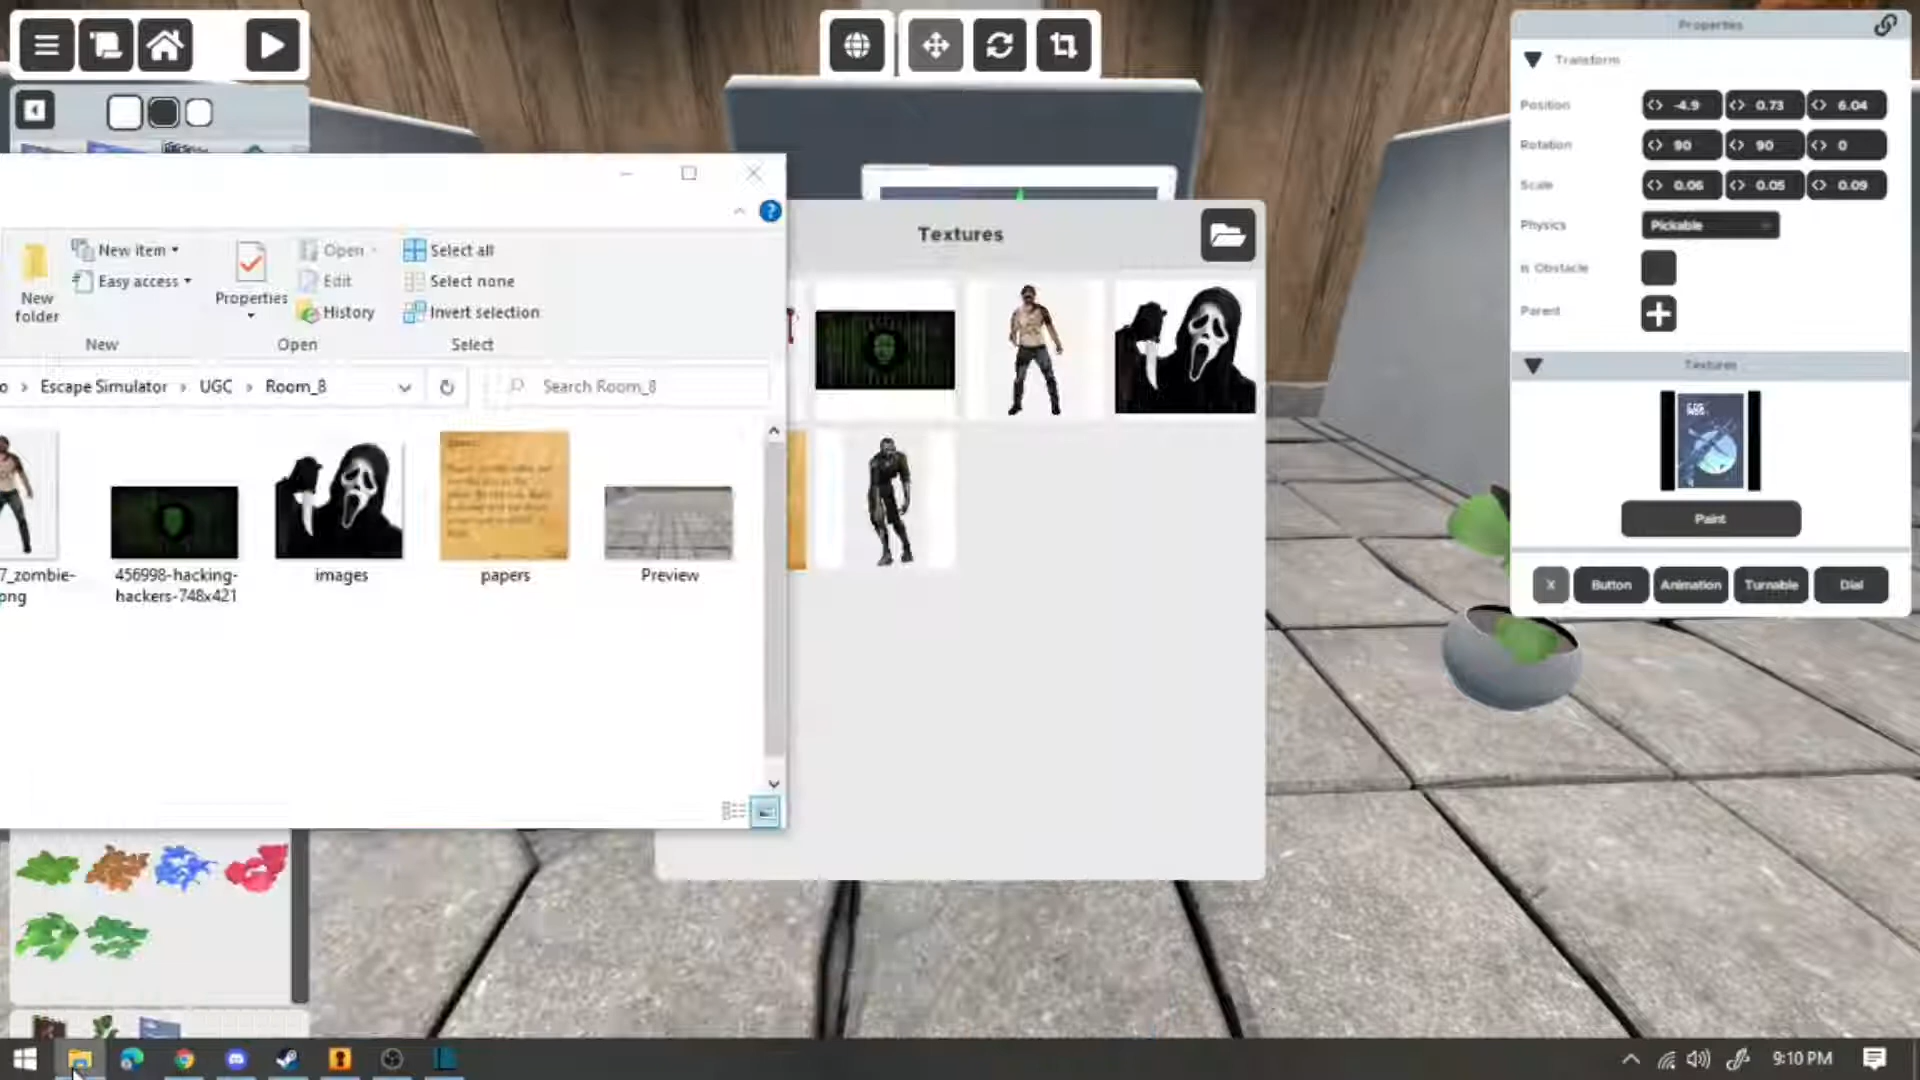 Properties
Transform
Position -4.9 0.73 6.04
Rotation 90 90 0
Scale 0.06 0.05 0.09
Physics Pickable
Is Obstacle
Parent
Textures
Paint
X Button Animation Turnable Dial
Textures
New item
Easy access
New
folder
New
Properties
Open
Edit
History
Open
Select all
Select none
Invert selection
Select
o > Escape Simulator > UGC > Room_8
Search Room_8
7_zombie-
png
456998-hacking-
hackers-748x421
images
papers
Preview
9:10 PM